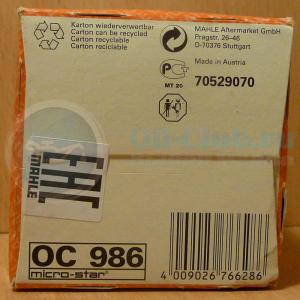 Karton wiederverwertbar
Carton can be recycled
Carton recyclable
Cartón reciclable
MAHLE Aftermarket GmbH
Pragstr. 26-46
D-70376 Stuttgart
Made in Austria
MT 20
70529070
Oil-Club.ru
MAHLE
EAC
OC 986
micro-star®
4 009026 766286